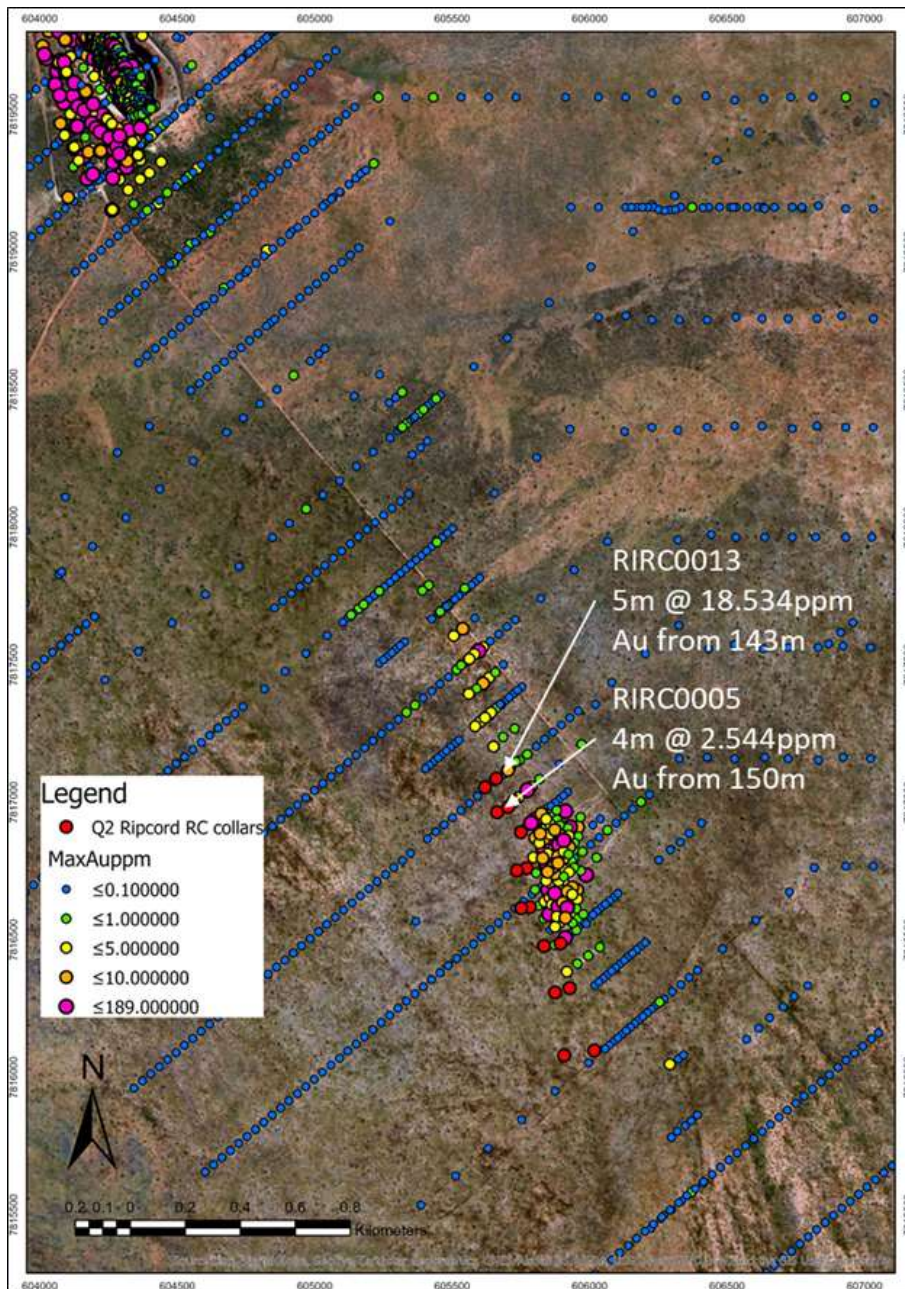 604000 604500 605000 605500 606000 606500 607000
7819500
7819000
7818500
7818000
7817500
7817000
7816500
7816000
7815500
RIRC0013
5m @ 18.534ppm
Au from 143m
RIRC0005
4m @ 2.544ppm
Au from 150m
Legend
Q2 Ripcord RC collars
MaxAuppm
≤0.100000
≤1.000000
≤5.000000
≤10.000000
≤189.000000
N
0.2 0.1 0 0.2 0.4 0.6 0.8
Kilometers
604000 604500 605000 605500 606000 606500 607000